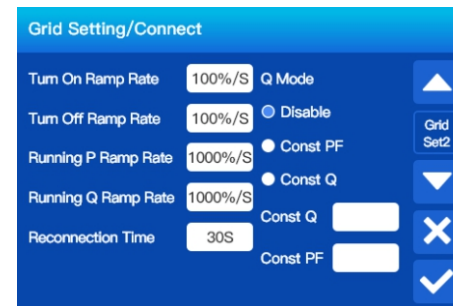 Grid Setting/Connect
Turn On Ramp Rate 100%/S
Turn Off Ramp Rate 100%/S
Running P Ramp Rate 1000%/S
Running Q Ramp Rate 1000%/S
Reconnection Time 30S
Q Mode
Disable
Const PF
Const Q
Const Q
Const PF
Grid
Set2